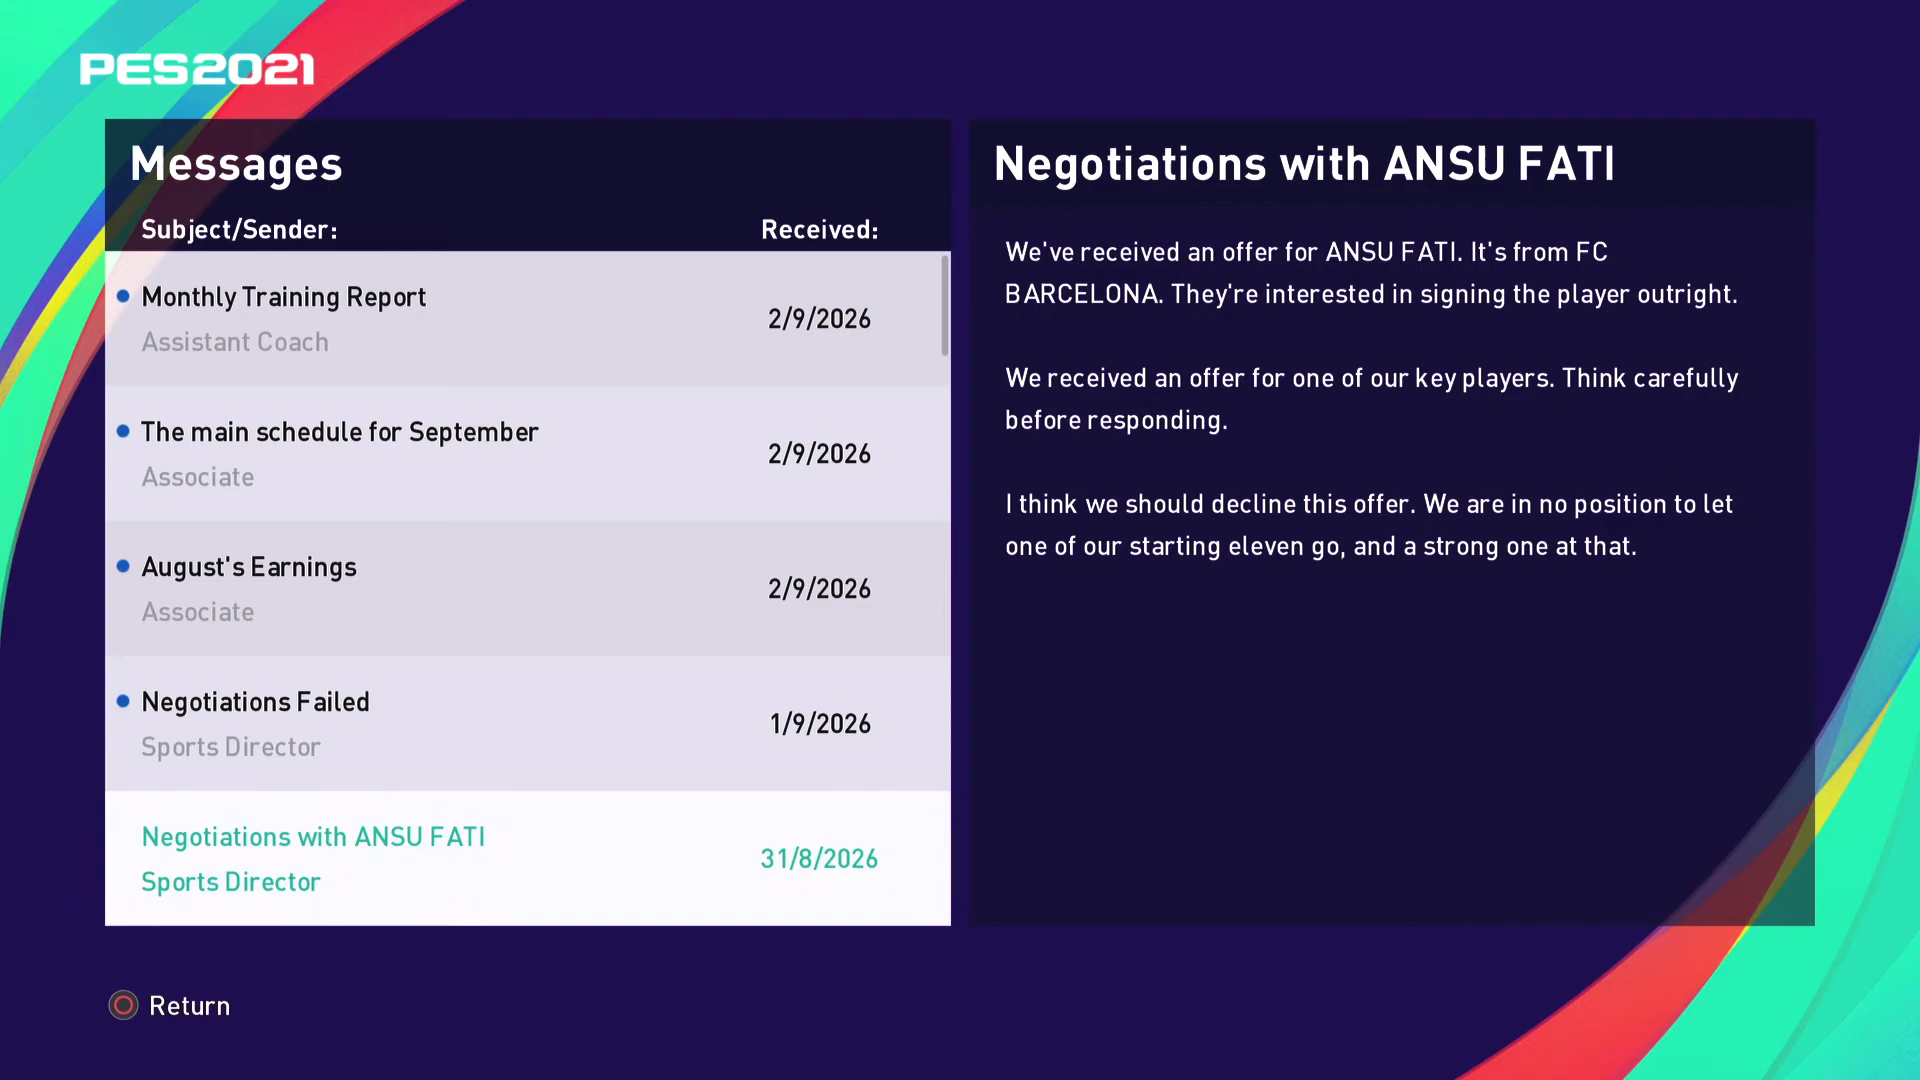 PES2021
Messages
Subject/Sender:
Received:
Monthly Training Report
Assistant Coach
2/9/2026
The main schedule for September
Associate
2/9/2026
August's Earnings
Associate
2/9/2026
Negotiations Failed
Sports Director
1/9/2026
Negotiations with ANSU FATI
Sports Director
31/8/2026
Negotiations with ANSU FATI
We've received an offer for ANSU FATI. It's from FC
BARCELONA. They're interested in signing the player outright.
We received an offer for one of our key players. Think carefully
before responding.
I think we should decline this offer. We are in no position to let
one of our starting eleven go, and a strong one at that.
Return